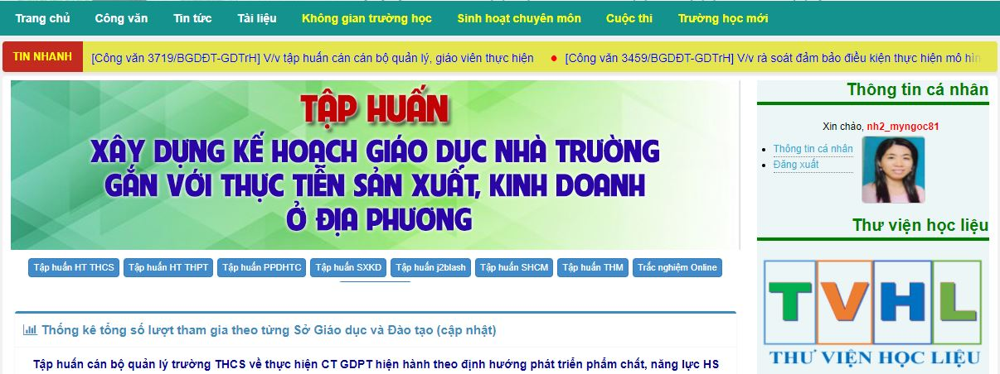 Trang chủ Công văn Tin tức Tài liệu Không gian trường học Sinh hoạt chuyên môn Cuộc thi Trường học mới
TIN NHANH [Công văn 3719/BGDĐT-GDTrH] V/v tập huấn cán cán bộ quản lý, giáo viên thực hiện [Công văn 3459/BGDĐT-GDTrH] V/v rà soát đảm bảo điều kiện thực hiện mô hìn
TẬP HUẤN
XÂY DỰNG KẾ HOẠCH GIÁO DỤC NHÀ TRƯỜNG
GẮN VỚI THỰC TIỄN SẢN XUẤT, KINH DOANH
Ở ĐỊA PHƯƠNG
Tập huấn HT THCS Tập huấn HT THPT Tập huấn PPDHTC Tập huấn SXKD Tập huấn j2blash Tập huấn SHCM Tập huấn THM Trắc nghiệm Online
Thống kê tổng số lượt tham gia theo từng Sở Giáo dục và Đào tạo (cập nhật)
Tập huấn cán bộ quản lý trường THCS về thực hiện CT GDPT hiện hành theo định hướng phát triển phẩm chất, năng lực HS
Thông tin cá nhân
Xin chào, nh2_myngoc81
Thông tin cá nhân
Đăng xuất
Thư viện học liệu
TVHL
THƯ VIỆN HỌC LIỆU